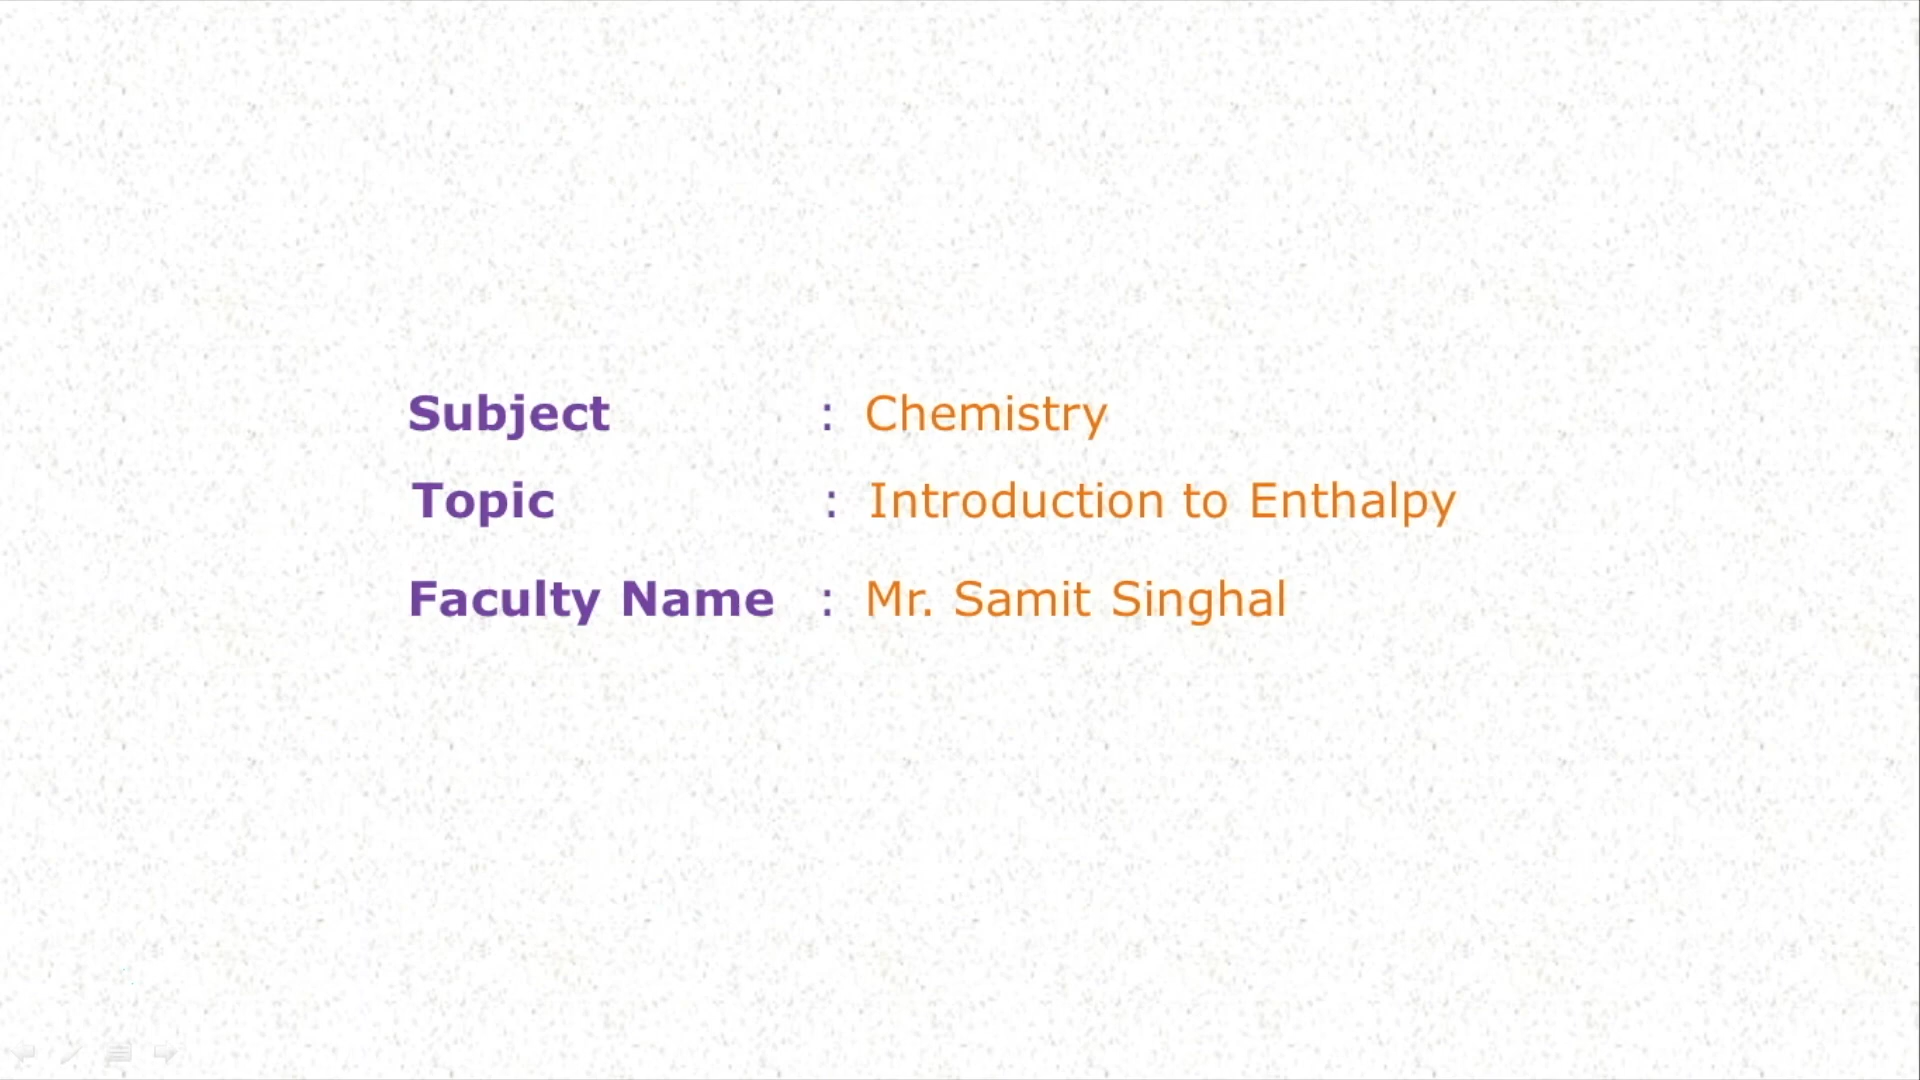 Subject : Chemistry
Topic : Introduction to Enthalpy
Faculty Name : Mr. Samit Singhal